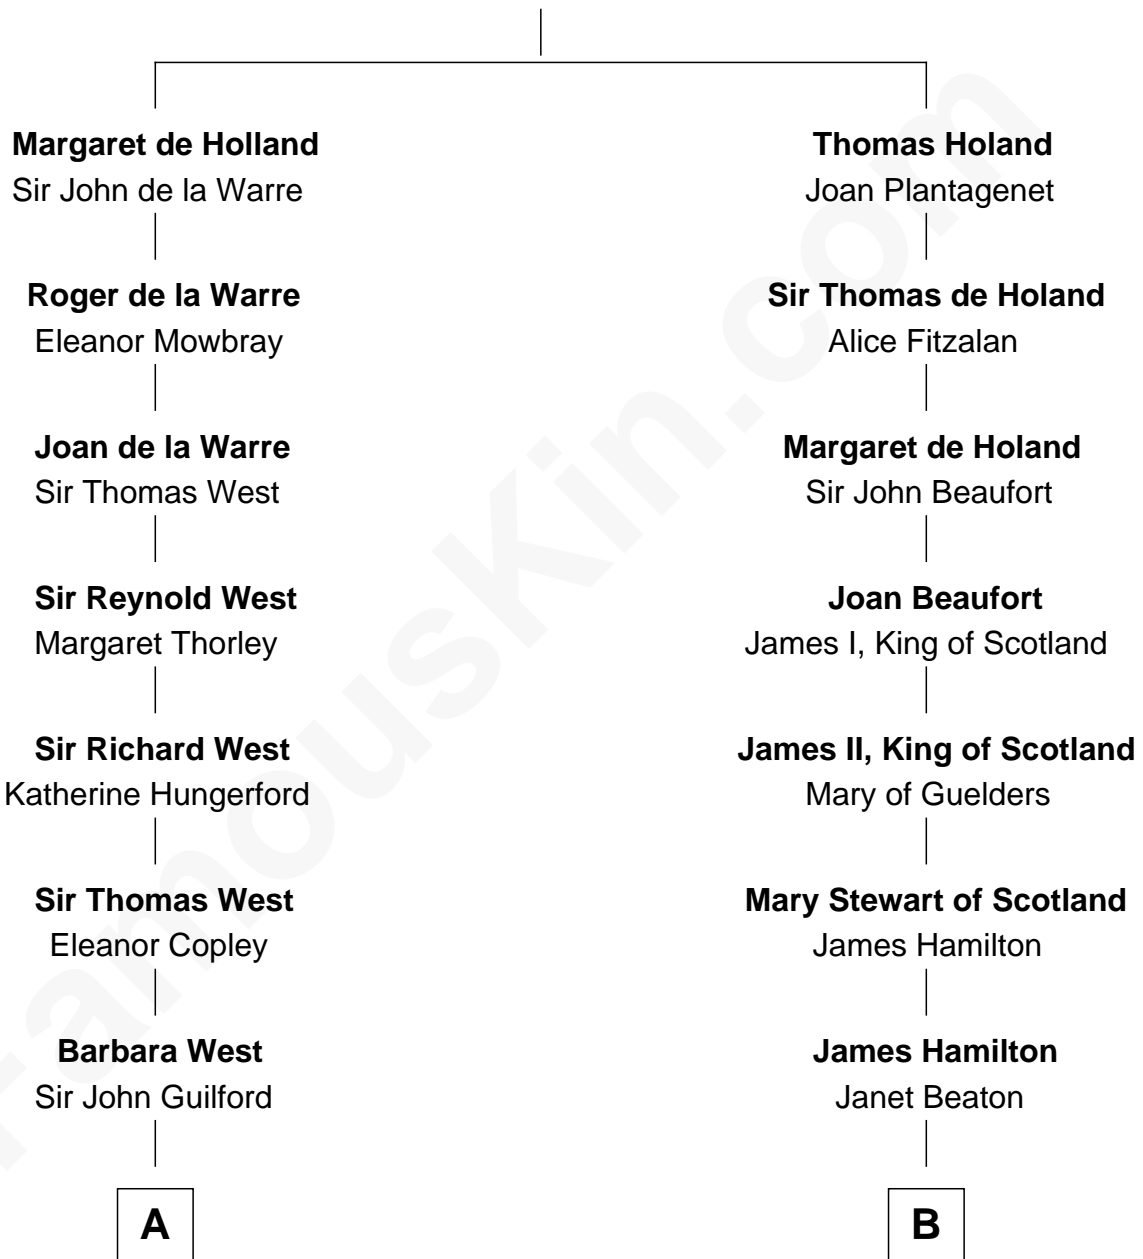 Margaret de Holland
Sir John de la Warre
Roger de la Warre
Eleanor Mowbray
Joan de la Warre
Sir Thomas West
Sir Reynold West
Margaret Thorley
Sir Richard West
Katherine Hungerford
Sir Thomas West
Eleanor Copley
Barbara West
Sir John Guilford
A
Thomas Holand
Joan Plantagenet
Sir Thomas de Holand
Alice Fitzalan
Margaret de Holand
Sir John Beaufort
Joan Beaufort
James I, King of Scotland
James II, King of Scotland
Mary of Guelders
Mary Stewart of Scotland
James Hamilton
James Hamilton
Janet Beaton
B
FamousKin.com